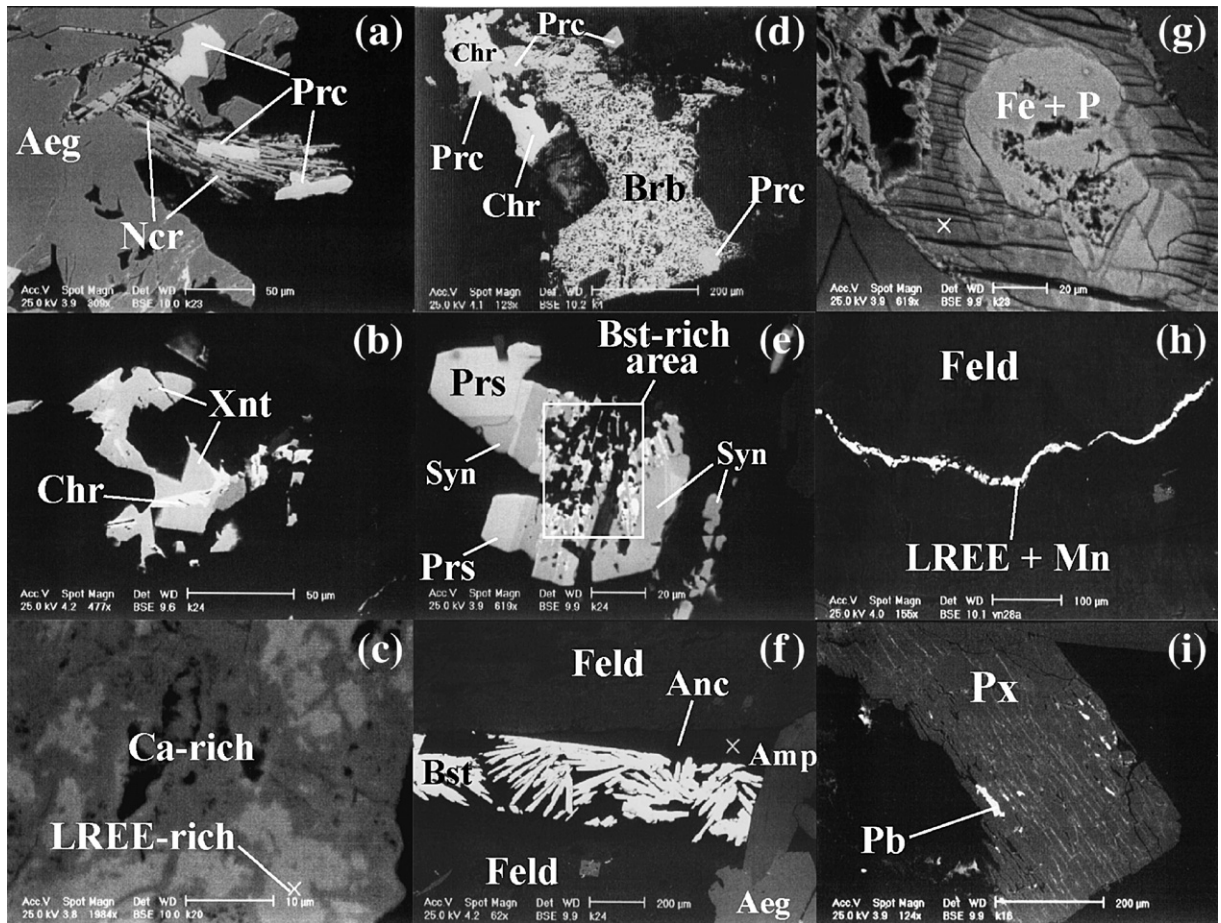 (a)
Prc
Aeg
Ncr
Acc.V Spot Magn Det WD
25.0 kV 3.9 309x BSE 10.0 k23
50 µm
(d)
Prc
Chr
Prc
Chr
Brb
Prc
Acc.V Spot Magn Det WD
25.0 kV 4.1 123x BSE 10.2
200 µm
(g)
Fe + P
Acc.V Spot Magn Det WD
25.0 kV 3.9 619x BSE 9.9 k23
20 µm
(b)
Xnt
Chr
Acc.V Spot Magn Det WD
25.0 kV 4.2 477x BSE 9.6 k24
50 µm
(e)
Bst-rich
area
Prs
Syn
Syn
Prs
Acc.V Spot Magn Det WD
25.0 kV 3.9 619x BSE 9.9 k24
20 µm
(h)
Feld
LREE + Mn
Acc.V Spot Magn Det WD
25.0 kV 4.0 155x BSE 10.1 vn28a
100 µm
(c)
Ca-rich
LREE-rich
Acc.V Spot Magn Det WD
25.0 kV 3.8 1984x BSE 10.0 k20
10 µm
(f)
Feld
Anc
Amp
Bst
Feld
Aeg
Acc.V Spot Magn Det WD
25.0 kV 4.2 62x BSE 9.9 k24
200 µm
(i)
Px
Pb
Acc.V Spot Magn Det WD
25.0 kV 3.9 124x BSE 9.9 k16
200 µm